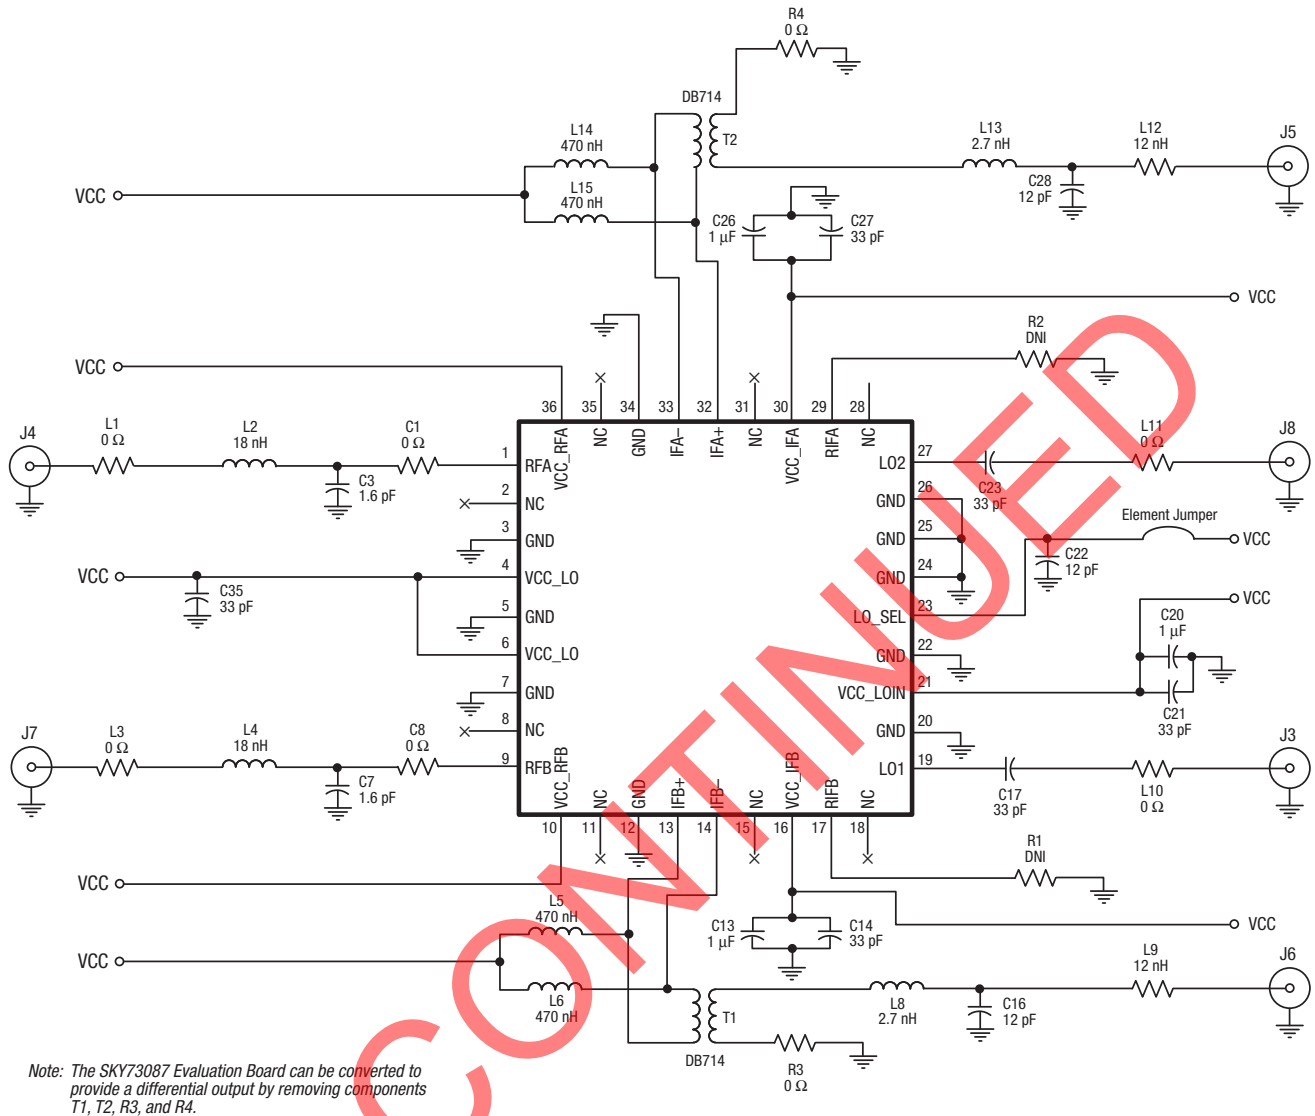 R4
0 Ω
DB714
T2
L14
470 nH
L15
470 nH
L13
2.7 nH
L12
12 nH
J5
C28
12 pF
VCC
C26
1 µF
C27
33 pF
VCC
R2
DNI
VCC
36
35
34
33
32
31
30
29
28
VCC_RFA
NC
GND
IFA–
IFA+
NC
VCC_IFA
RIFA
NC
J4
L1
0 Ω
L2
18 nH
C1
0 Ω
C3
1.6 pF
1
RFA
2
NC
3
GND
4
VCC_LO
5
GND
6
VCC_LO
7
GND
8
NC
9
RFB
VCC
C35
33 pF
J7
L3
0 Ω
L4
18 nH
C8
0 Ω
C7
1.6 pF
LO2
27
GND
26
GND
25
GND
24
LO_SEL
23
GND
22
VCC_LOIN
21
GND
20
LO1
19
C23
33 pF
L11
0 Ω
J8
Element Jumper
VCC
C22
12 pF
VCC
C20
1 µF
C21
33 pF
C17
33 pF
L10
0 Ω
J3
VCC_RFB
NC
GND
IFB+
IFB–
NC
VCC_IFB
RIFB
NC
10
11
12
13
14
15
16
17
18
R1
DNI
VCC
L5
470 nH
VCC
L6
470 nH
C13
1 µF
C14
33 pF
VCC
T1
DB714
L8
2.7 nH
C16
12 pF
L9
12 nH
J6
R3
0 Ω
Note: The SKY73087 Evaluation Board can be converted to
provide a differential output by removing components
T1, T2, R3, and R4.
CONTINUED